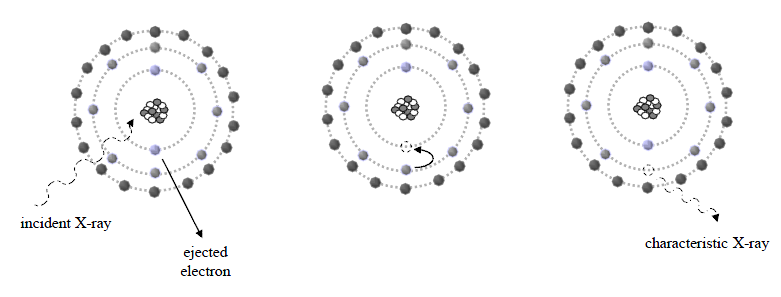 incident X-ray
ejected
electron
characteristic X-ray